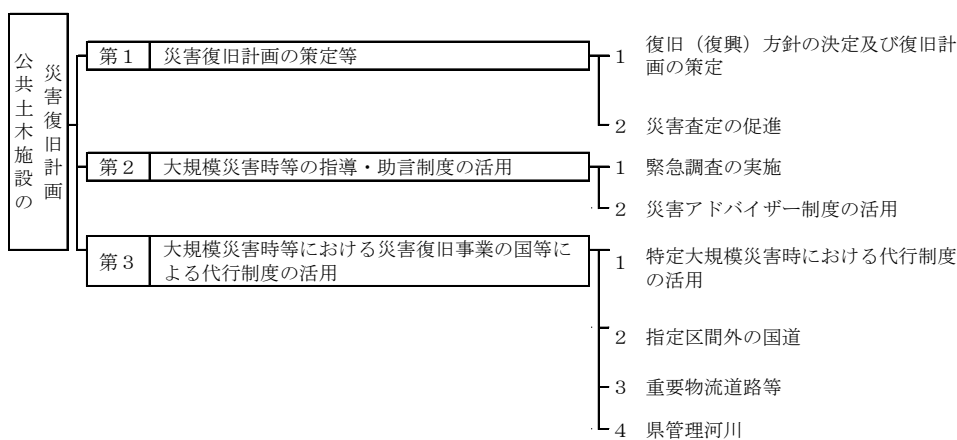 公共土木施設の
災害復旧計画
第１ 災害復旧計画の策定等
1 復旧（復興）方針の決定及び復旧計
画の策定
2 災害査定の促進
第２ 大規模災害時等の指導・助言制度の活用
1 緊急調査の実施
2 災害アドバイザー制度の活用
第３ 大規模災害時等における災害復旧事業の国等に
よる代行制度の活用
1 特定大規模災害時における代行制度
の活用
2 指定区間外の国道
3 重要物流道路等
4 県管理河川